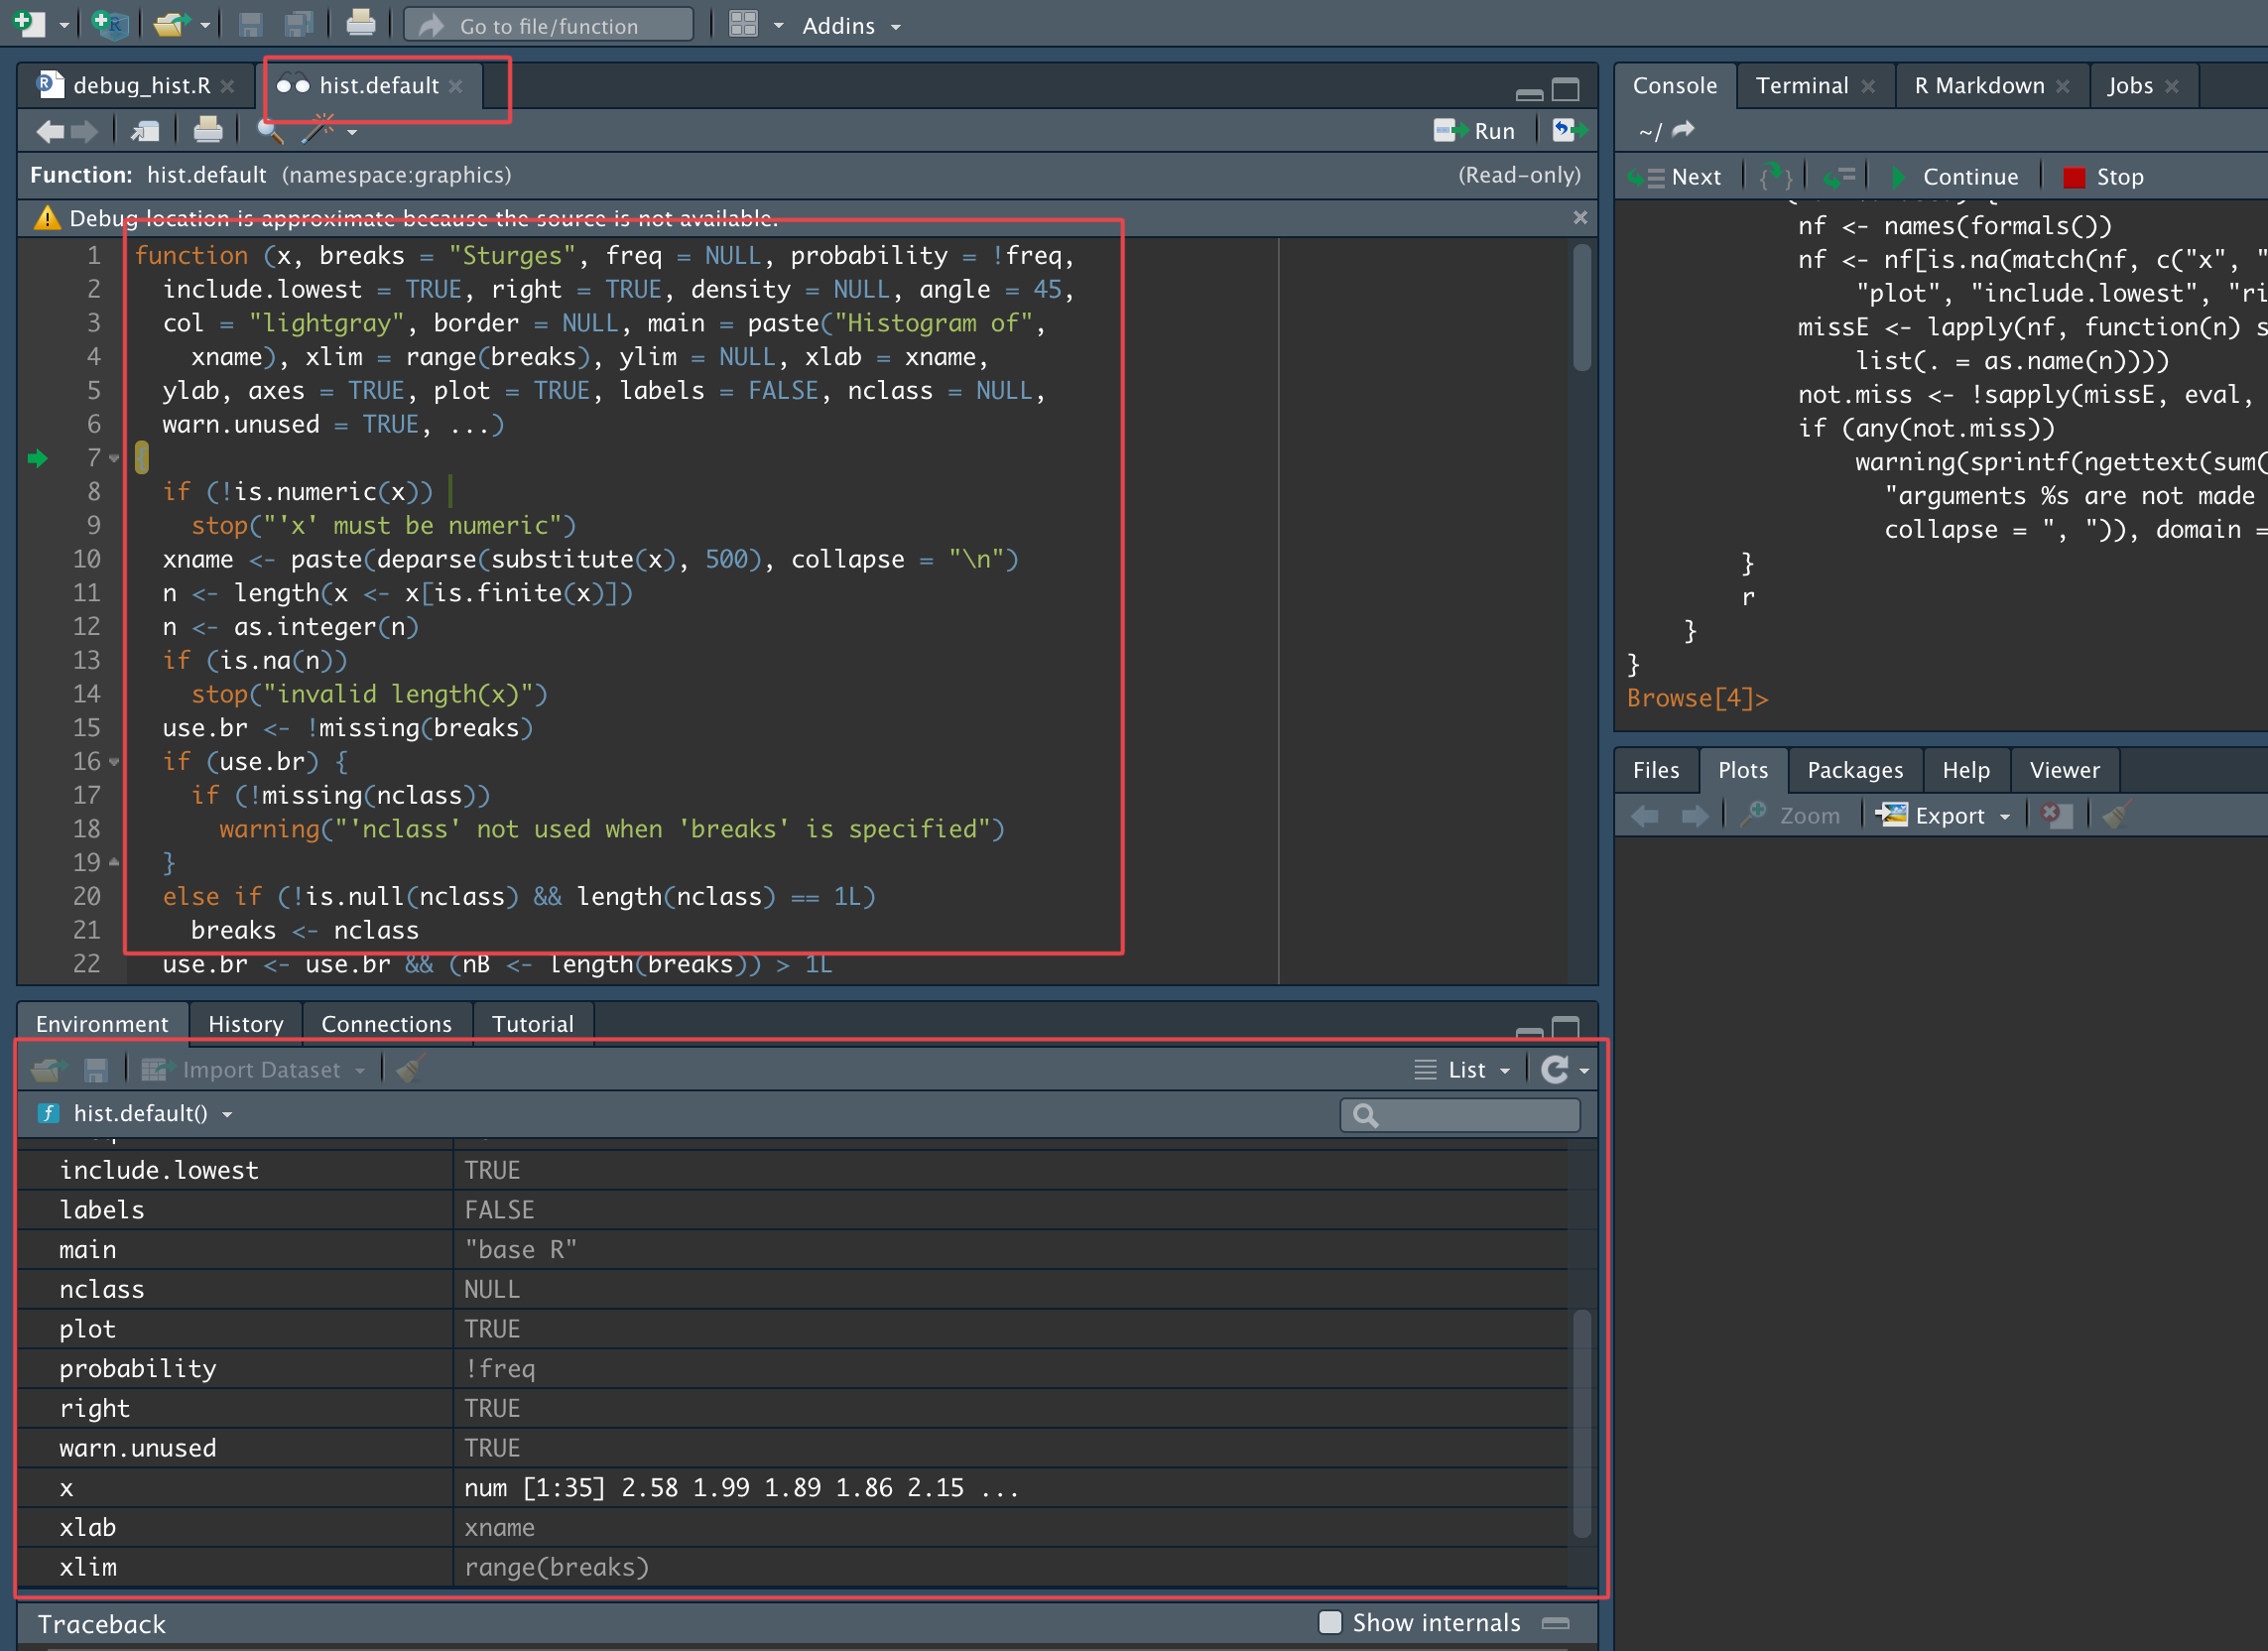 Go to file/function
Addins
debug_hist.R
hist.default
Run
Function: hist.default (namespace:graphics)
(Read-only)
Debug location is approximate because the source is not available.
1 function (x, breaks = "Sturges", freq = NULL, probability = !freq,
2 include.lowest = TRUE, right = TRUE, density = NULL, angle = 45,
3 col = "lightgray", border = NULL, main = paste("Histogram of",
4 xname), xlim = range(breaks), ylim = NULL, xlab = xname,
5 ylab, axes = TRUE, plot = TRUE, labels = FALSE, nclass = NULL,
6 warn.unused = TRUE, ...)
7 {
8 if (!is.numeric(x))
9 stop("'x' must be numeric")
10 xname <- paste(deparse(substitute(x), 500), collapse = "\n")
11 n <- length(x <- x[is.finite(x)])
12 n <- as.integer(n)
13 if (is.na(n))
14 stop("invalid length(x)")
15 use.br <- !missing(breaks)
16 if (use.br) {
17 if (!missing(nclass))
18 warning("'nclass' not used when 'breaks' is specified")
19 }
20 else if (!is.null(nclass) && length(nclass) == 1L)
21 breaks <- nclass
22 use.br <- use.br && (nB <- length(breaks)) > 1L
Environment
History
Connections
Tutorial
Import Dataset
List
hist.default()
include.lowest TRUE
labels FALSE
main "base R"
nclass NULL
plot TRUE
probability !freq
right TRUE
warn.unused TRUE
x num [1:35] 2.58 1.99 1.89 1.86 2.15 ...
xlab xname
xlim range(breaks)
Traceback
Show internals
Console
Terminal
R Markdown
Jobs
~/
Next
Continue
Stop
nf <- names(formals())
nf <- nf[is.na(match(nf, c("x", "
"plot", "include.lowest", "ri
missE <- lapply(nf, function(n) s
list(. = as.name(n))))
not.miss <- !sapply(missE, eval,
if (any(not.miss))
warning(sprintf(ngettext(sum(
"arguments %s are not made
collapse = ", ")), domain =
}
r
}
}
Browse[4]>
Files
Plots
Packages
Help
Viewer
Zoom
Export